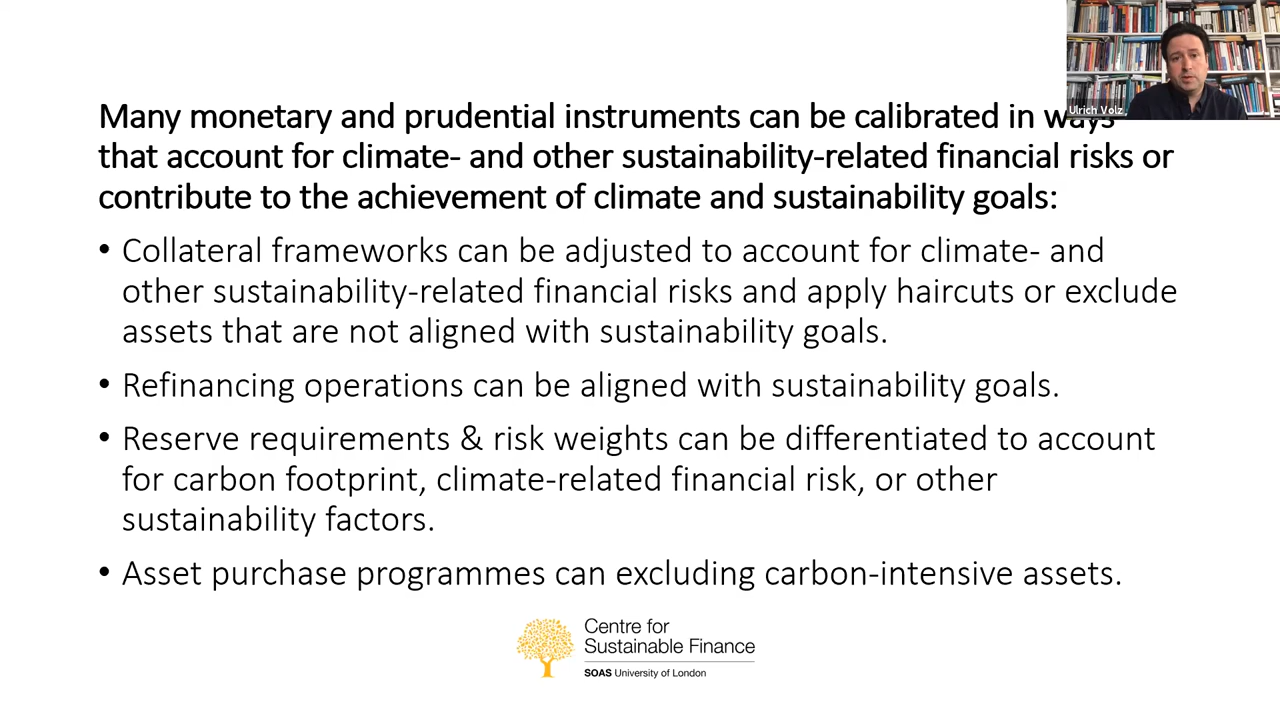 Ulrich Volz
Many monetary and prudential instruments can be calibrated in ways
that account for climate- and other sustainability-related financial risks or
contribute to the achievement of climate and sustainability goals:
• Collateral frameworks can be adjusted to account for climate- and
other sustainability-related financial risks and apply haircuts or exclude
assets that are not aligned with sustainability goals.
• Refinancing operations can be aligned with sustainability goals.
• Reserve requirements & risk weights can be differentiated to account
for carbon footprint, climate-related financial risk, or other
sustainability factors.
• Asset purchase programmes can excluding carbon-intensive assets.
Centre for
Sustainable Finance
SOAS University of London